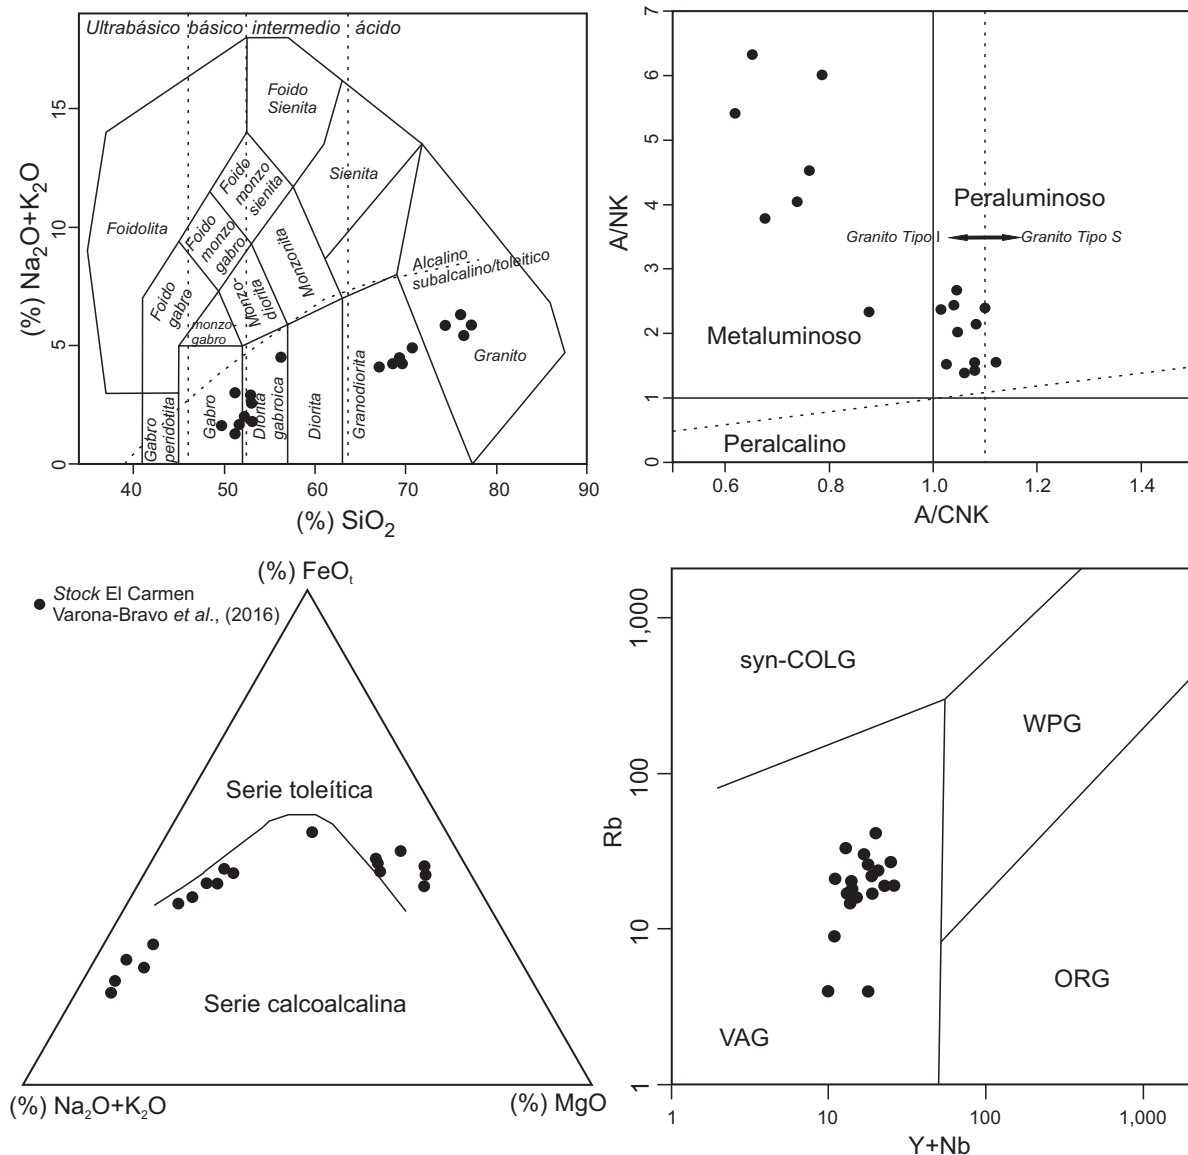 Ultrabásico básico intermedio ácido
Foido
Sienita
Foido
monzo
sienita
Sienita
Foidolita
Foido
monzo
gabro
Monzonita
Alcalino
subalcalino/toleitico
Foido
gabro
Monzo
diorita
monzo-
gabro
Granito
Gabro
peridotita
Gabro
Diorita
gabroica
Diorita
Granodiorita
15
10
5
0
(%) Na2O+K2O
40 50 60 70 80 90
(%) SiO2
7
6
5
4
3
2
1
0
A/NK
Peraluminoso
Granito Tipo I Granito Tipo S
Metaluminoso
Peralcalino
0.6 0.8 1.0 1.2 1.4
A/CNK
(%) FeOt
Stock El Carmen
Varona-Bravo et al., (2016)
Serie toleítica
Serie calcoalcalina
(%) Na2O+K2O
(%) MgO
1,000
100
10
1
Rb
syn-COLG
WPG
ORG
VAG
1 10 100 1,000
Y+Nb